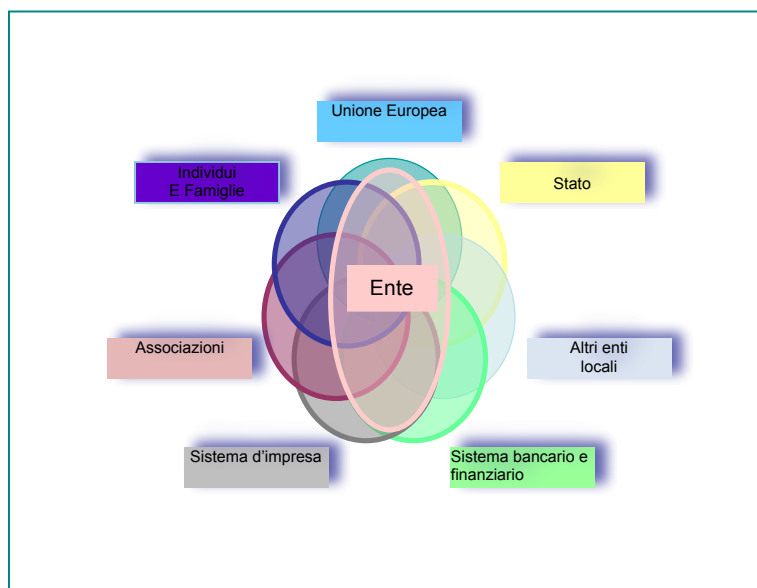 Unione Europea
Individui
E Famiglie
Stato
Ente
Associazioni
Altri enti
locali
Sistema d'impresa
Sistema bancario e
finanziario